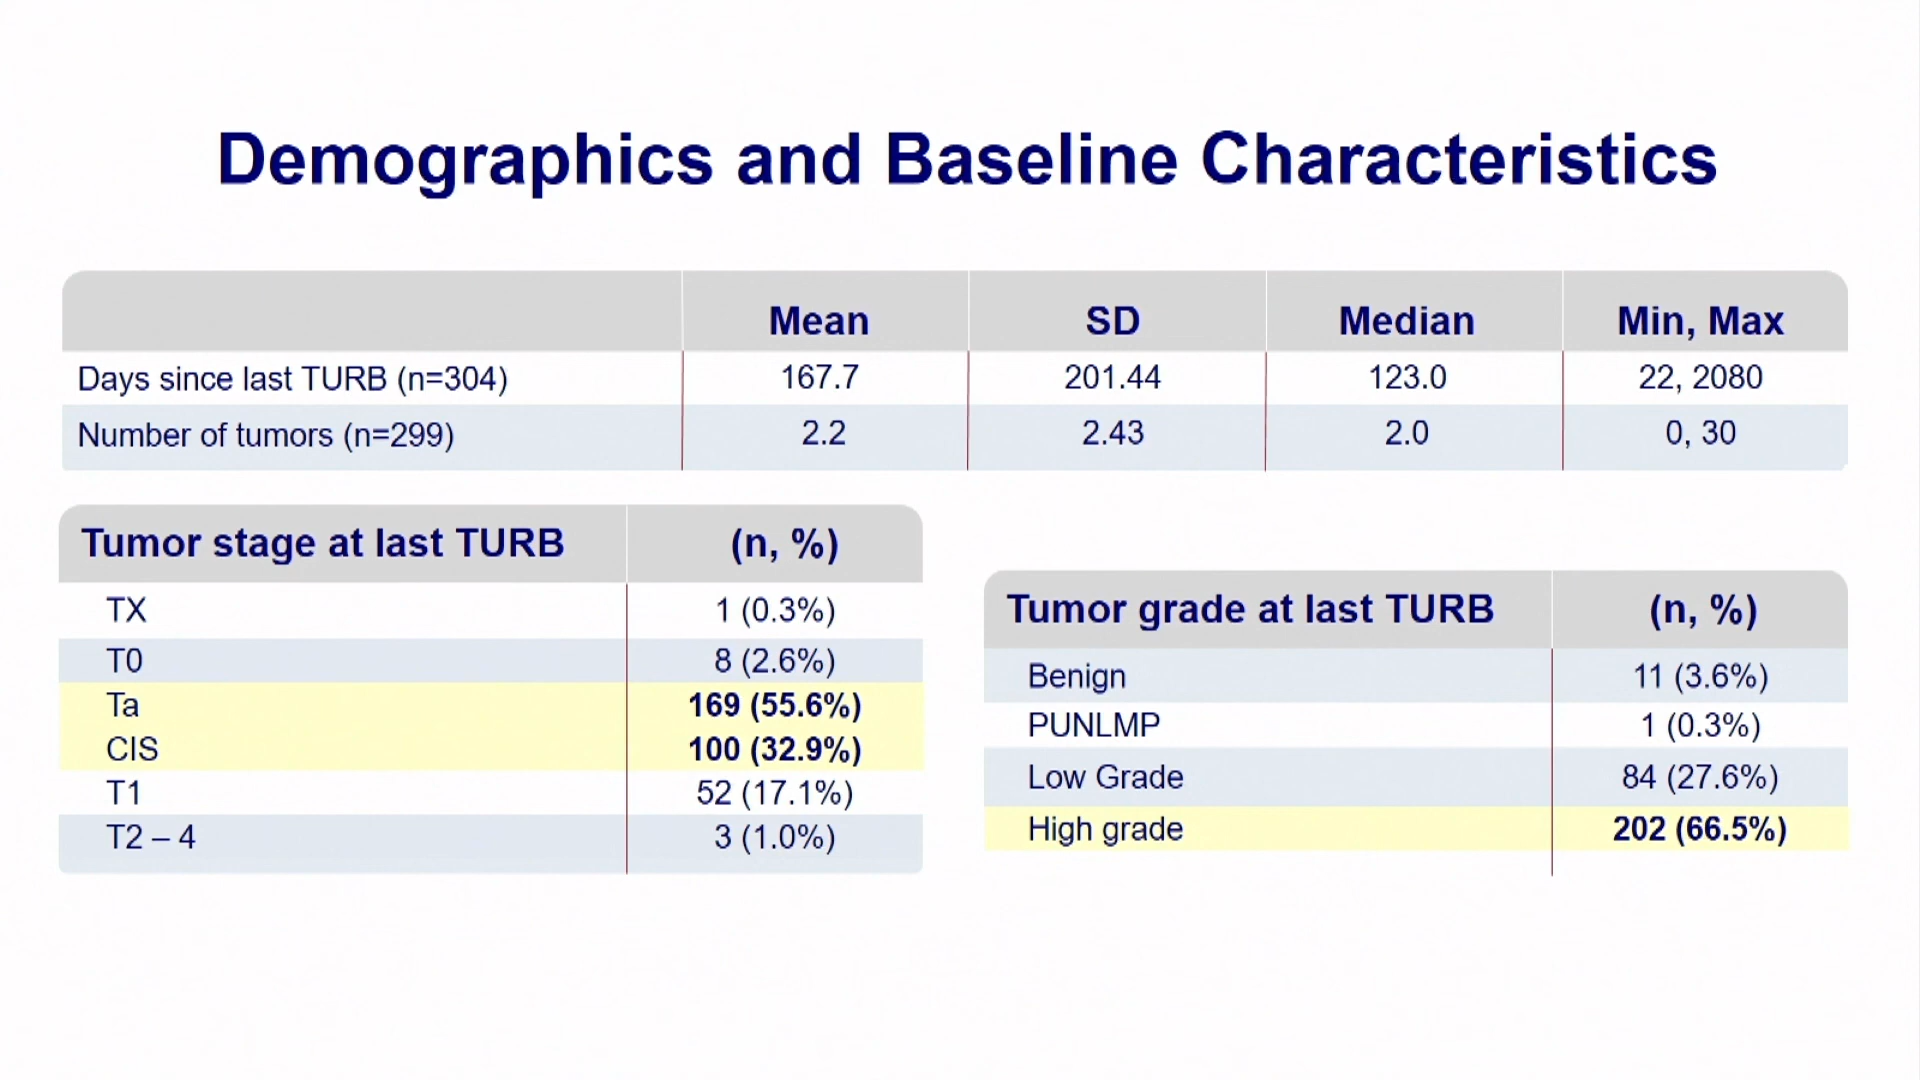 Demographics and Baseline Characteristics
Mean SD Median Min, Max
Days since last TURB (n=304) 167.7 201.44 123.0 22, 2080
Number of tumors (n=299) 2.2 2.43 2.0 0, 30
Tumor stage at last TURB (n, %)
TX 1 (0.3%)
T0 8 (2.6%)
Ta 169 (55.6%)
CIS 100 (32.9%)
T1 52 (17.1%)
T2 – 4 3 (1.0%)
Tumor grade at last TURB (n, %)
Benign 11 (3.6%)
PUNLMP 1 (0.3%)
Low Grade 84 (27.6%)
High grade 202 (66.5%)